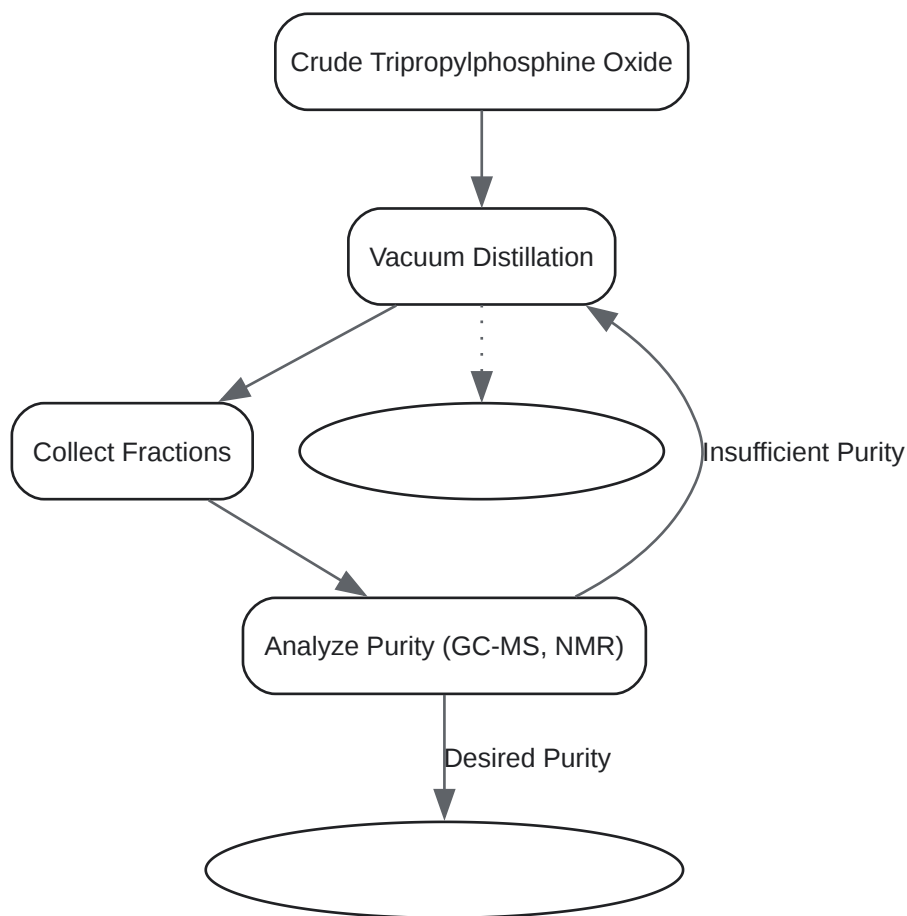 Crude Tripropylphosphine Oxide
Vacuum Distillation
Collect Fractions
Insufficient Purity
Analyze Purity (GC-MS, NMR)
Desired Purity